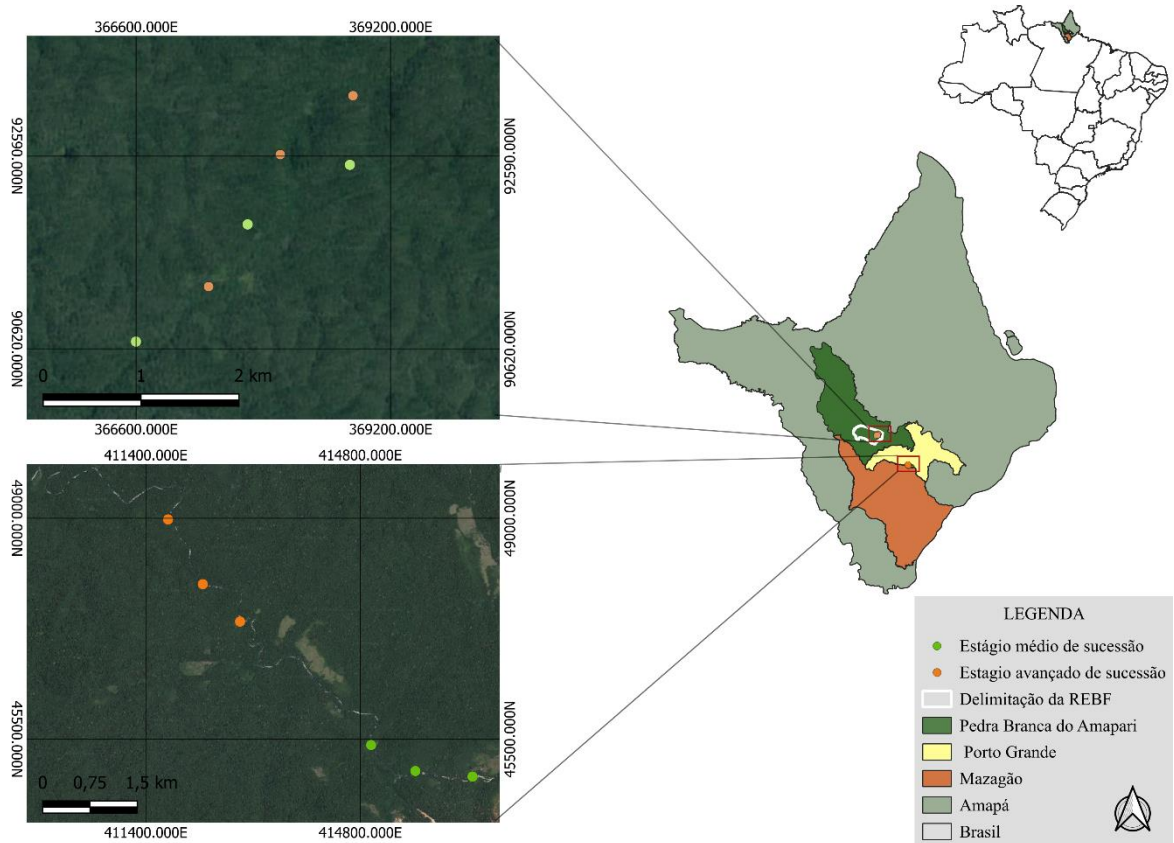 366600.000E
369200.000E
92590.000N
92590.000N
90620.000N
90620.000N
0 1 2 km
366600.000E
369200.000E
411400.000E
414800.000E
49000.000N
49000.000N
45500.000N
45500.000N
0 0,75 1,5 km
411400.000E
414800.000E
LEGENDA
Estágio médio de sucessão
Estagio avançado de sucessão
Delimitação da REBF
Pedra Branca do Amapari
Porto Grande
Mazagão
Amapá
Brasil